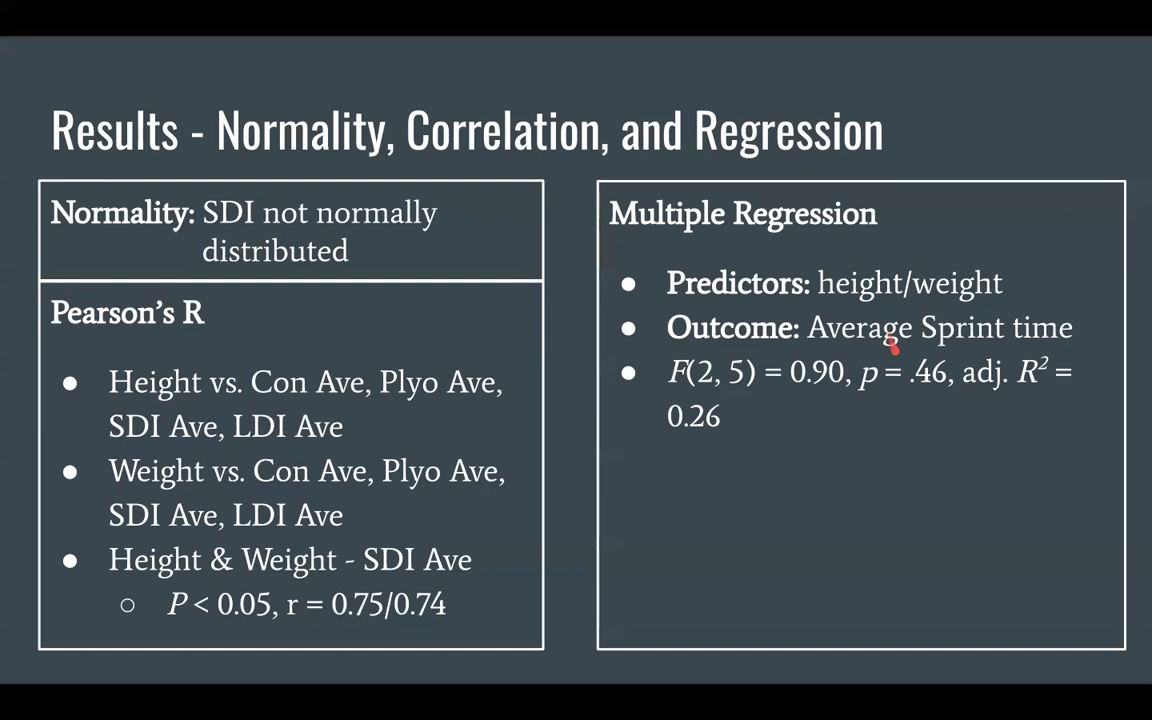 Results - Normality, Correlation, and Regression
Normality: SDI not normally
distributed
Pearson's R
● Height vs. Con Ave, Plyo Ave,
SDI Ave, LDI Ave
● Weight vs. Con Ave, Plyo Ave,
SDI Ave, LDI Ave
● Height & Weight - SDI Ave
○ P < 0.05, r = 0.75/0.74
Multiple Regression
● Predictors: height/weight
● Outcome: Average Sprint time
● F(2, 5) = 0.90, p = .46, adj. R² =
0.26